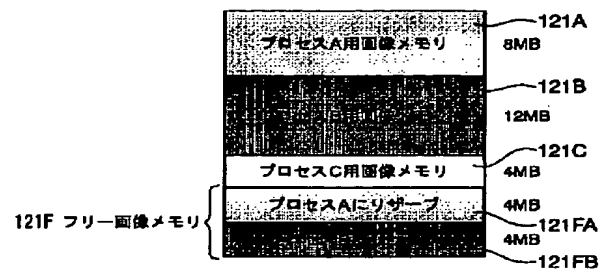 121A
プロセスA用画像メモリ
8MB
121B
12MB
121C
プロセスC用画像メモリ
4MB
プロセスAにリザーブ
4MB
121F フリー画像メモリ
121FA
4MB
121FB